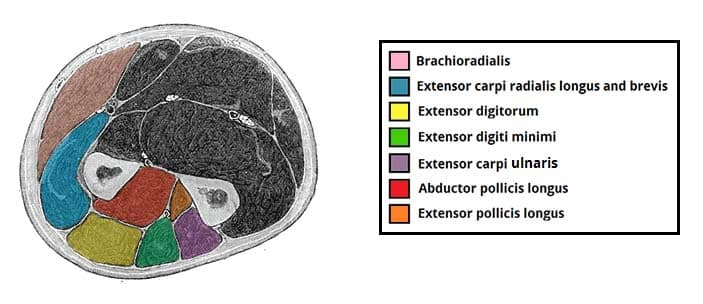 Brachioradialis
Extensor carpi radialis longus and brevis
Extensor digitorum
Extensor digiti minimi
Extensor carpi ulnaris
Abductor pollicis longus
Extensor pollicis longus